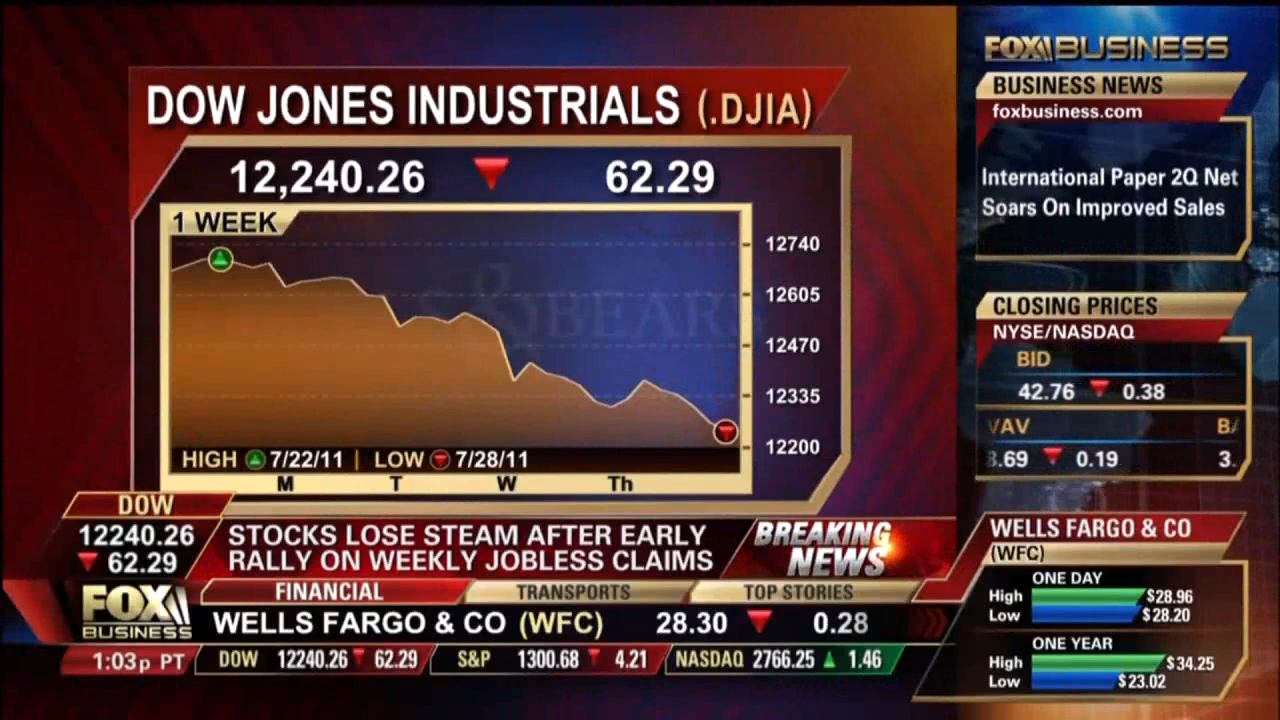 DOW JONES INDUSTRIALS (.DJIA)
12,240.26 62.29
1 WEEK
12740
12605
12470
12335
12200
& BEARS
HIGH 7/22/11 | LOW 7/28/11
M T W Th
DOW
12240.26
62.29
STOCKS LOSE STEAM AFTER EARLY
RALLY ON WEEKLY JOBLESS CLAIMS
BREAKING
NEWS
FOX
BUSINESS
FINANCIAL TRANSPORTS TOP STORIES
WELLS FARGO & CO (WFC) 28.30 0.28
1:03p PT DOW 12240.26 62.29 S&P 1300.68 4.21 NASDAQ 2766.25 1.46
FOX BUSINESS
BUSINESS NEWS
foxbusiness.com
International Paper 2Q Net
Soars On Improved Sales
CLOSING PRICES
NYSE/NASDAQ
BID
42.76 0.38
VAV
.69 0.19 3.
WELLS FARGO & CO
(WFC)
ONE DAY
High $28.96
Low $28.20
ONE YEAR
High $34.25
Low $23.02